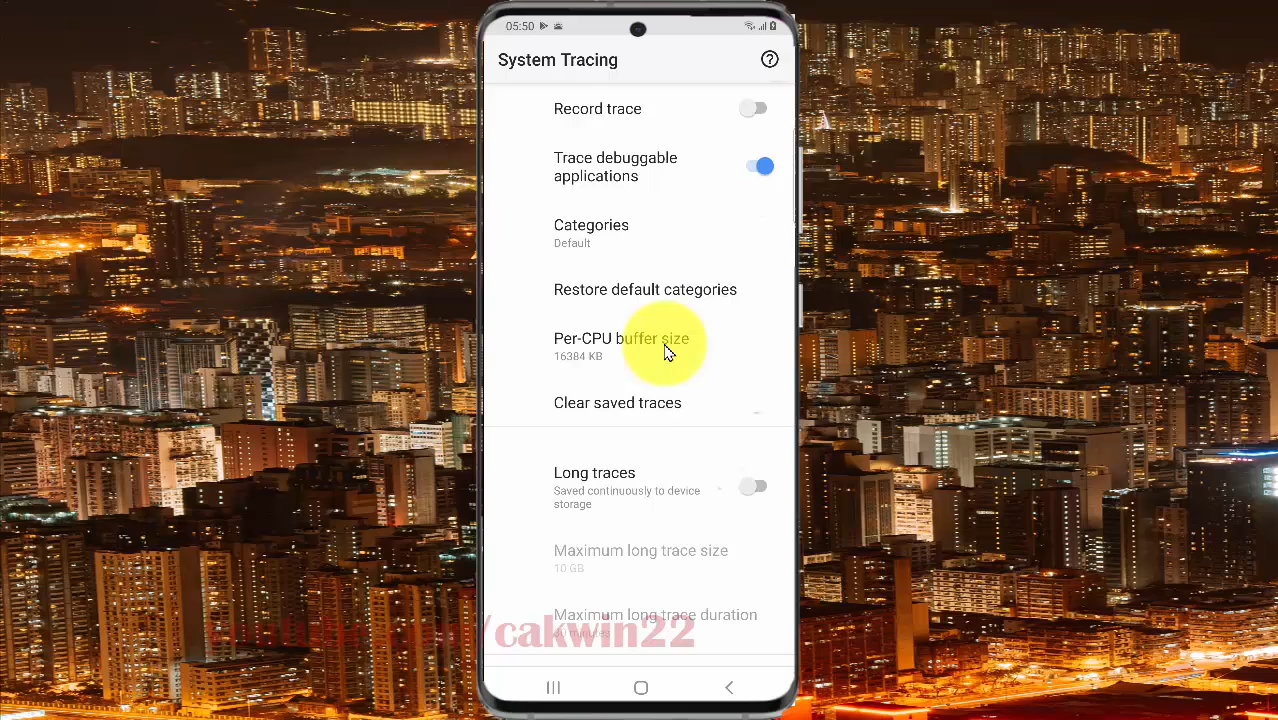 05:50
System Tracing
Record trace
Trace debuggable
applications
Categories
Default
Restore default categories
Per-CPU buffer size
16384 KB
Clear saved traces
Long traces
Saved continuously to device
storage
Maximum long trace size
10 GB
Maximum long trace duration
/cakwin22